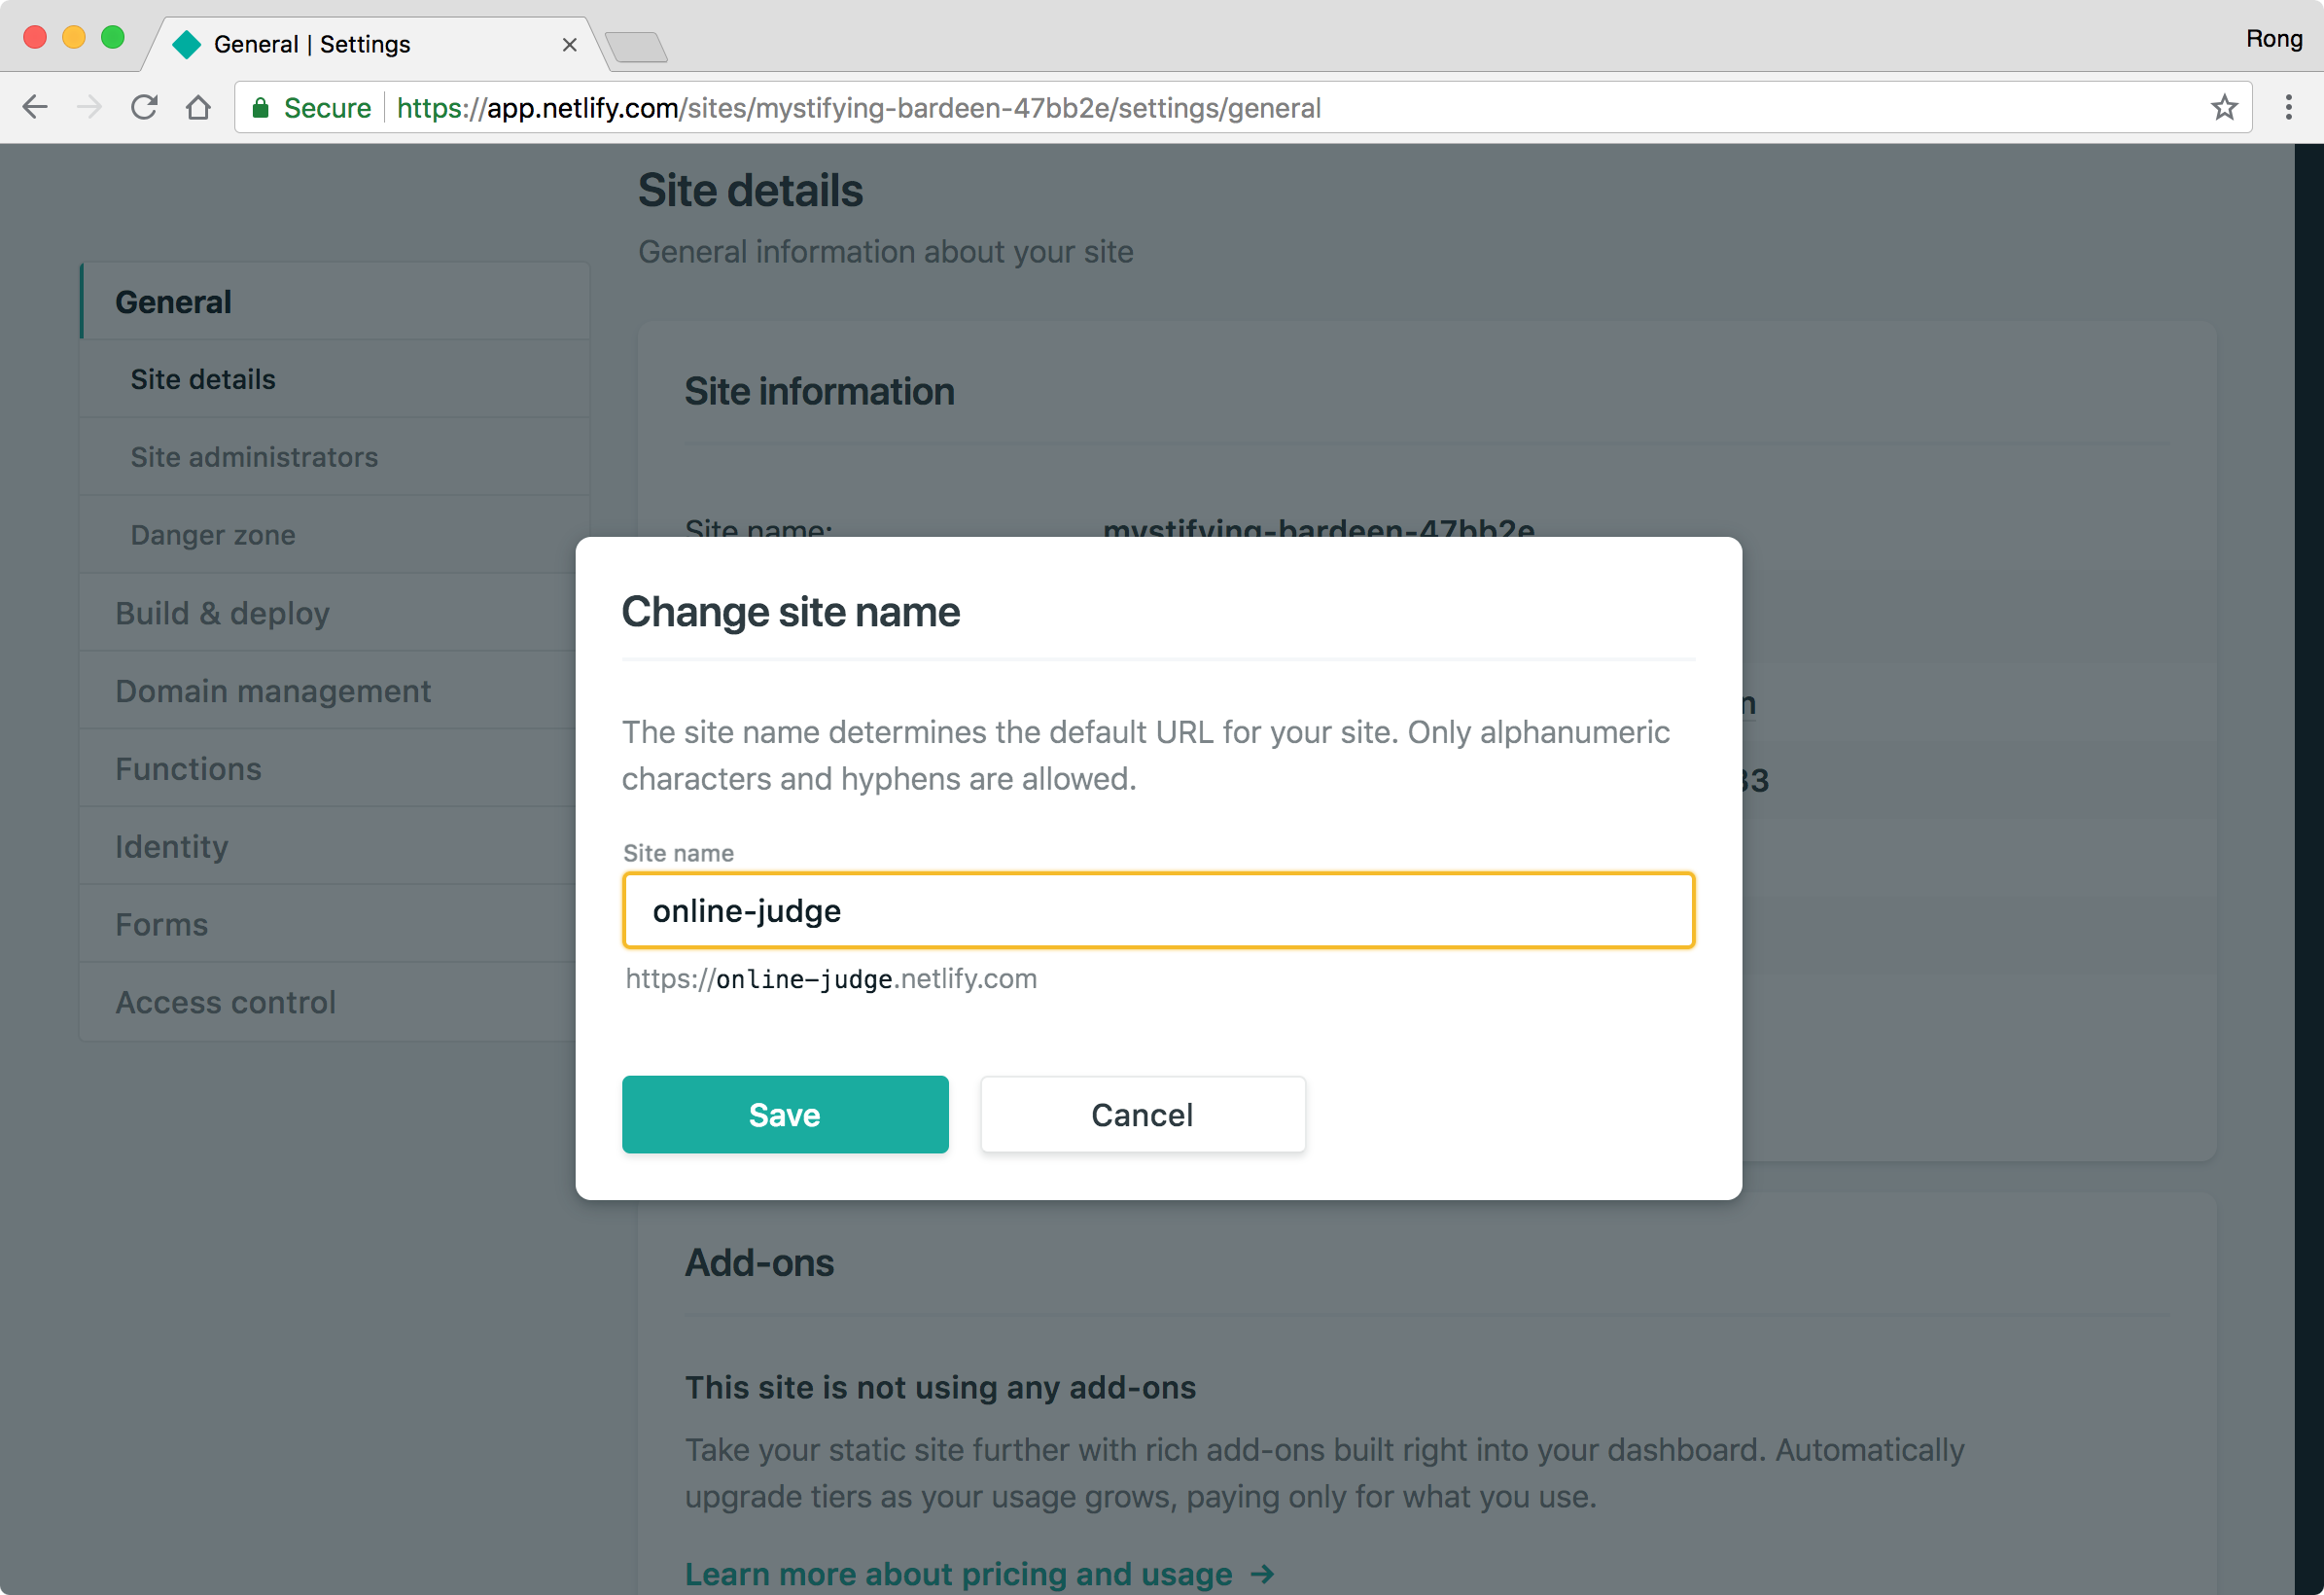 General | Settings
Rong
Secure
https://app.netlify.com/sites/mystifying-bardeen-47bb2e/settings/general
Site details
General information about your site
General
Site details
Site administrators
Danger zone
Build & deploy
Domain management
Functions
Identity
Forms
Access control
Site information
Site name: mystifying-bardeen-47bb2e
Change site name
The site name determines the default URL for your site. Only alphanumeric
characters and hyphens are allowed.
Site name
online-judge
https://online-judge.netlify.com
Save
Cancel
Add-ons
This site is not using any add-ons
Take your static site further with rich add-ons built right into your dashboard. Automatically
upgrade tiers as your usage grows, paying only for what you use.
Learn more about pricing and usage →